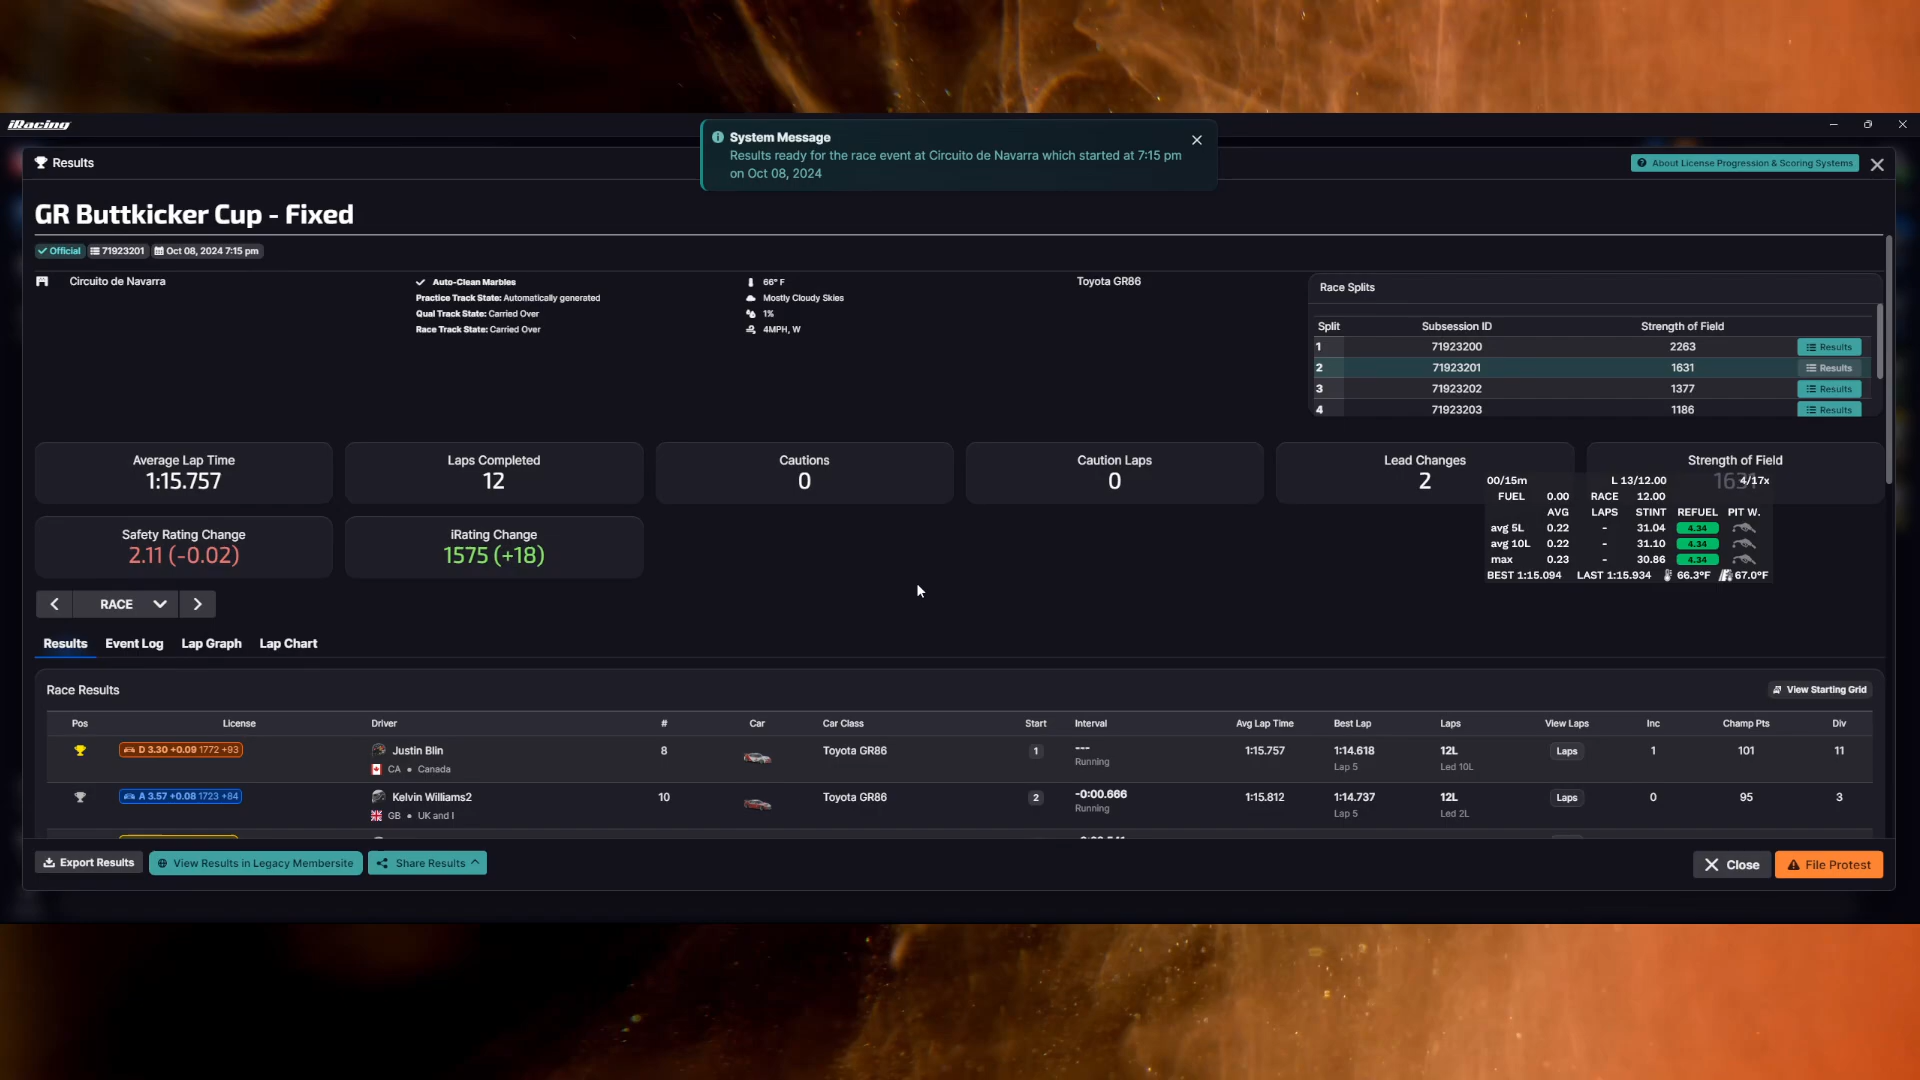 iRacing
System Message
Results ready for the race event at Circuito de Navarra which started at 7:15 pm
on Oct 08, 2024
Results
About License Progression & Scoring Systems
GR Buttkicker Cup - Fixed
Official
71923201
Oct 08, 2024 7:15 pm
Circuito de Navarra
Auto-Clean Marbles
Practice Track State: Automatically generated
Qual Track State: Carried Over
Race Track State: Carried Over
66° F
Mostly Cloudy Skies
1%
4MPH, W
Toyota GR86
Race Splits
Split Subsession ID Strength of Field
1 71923200 2263 Results
2 71923201 1631 Results
3 71923202 1377 Results
4 71923203 1186 Results
Average Lap Time
1:15.757
Laps Completed
12
Cautions
0
Caution Laps
0
Lead Changes
2
Strength of Field
1631
00/15m L 13/12.00 4/17x
FUEL 0.00 RACE 12.00
AVG LAPS STINT REFUEL PIT W.
avg 5L 0.22 - 31.04 4.34
avg 10L 0.22 - 31.10 4.34
max 0.23 - 30.86 4.34
BEST 1:15.094 LAST 1:15.934 66.3°F 67.0°F
Safety Rating Change
2.11 (-0.02)
iRating Change
1575 (+18)
RACE
Results Event Log Lap Graph Lap Chart
Race Results
View Starting Grid
Pos License Driver # Car Car Class Start Interval Avg Lap Time Best Lap Laps View Laps Inc Champ Pts Div
D 3.30 +0.09 1772 +93 Justin Blin 8 Toyota GR86 1 --- 1:15.757 1:14.618 12L Laps 1 101 11
CA • Canada Running Lap 5 Led 10L
A 3.57 +0.08 1723 +84 Kelvin Williams2 10 Toyota GR86 2 -0:00.666 1:15.812 1:14.737 12L Laps 0 95 3
GB • UK and I Running Lap 5 Led 2L
Export Results
View Results in Legacy Membersite
Share Results
Close
File Protest